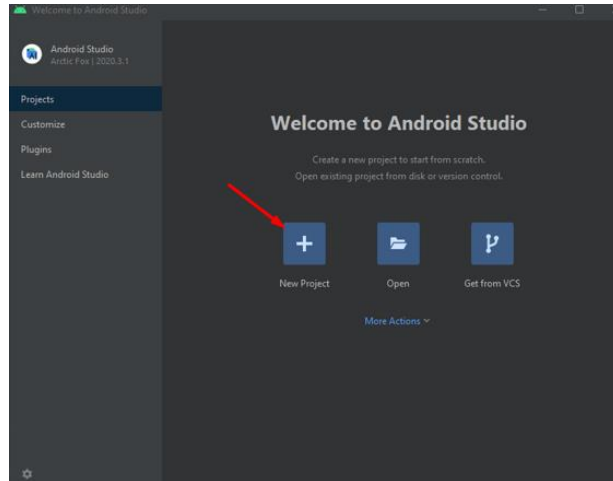 Welcome to Android Studio
Android Studio
Arctic Fox | 2020.3.1
Projects
Customize
Plugins
Learn Android Studio
Welcome to Android Studio
Create a new project to start from scratch.
Open existing project from disk or version control.
New Project
Open
Get from VCS
More Actions